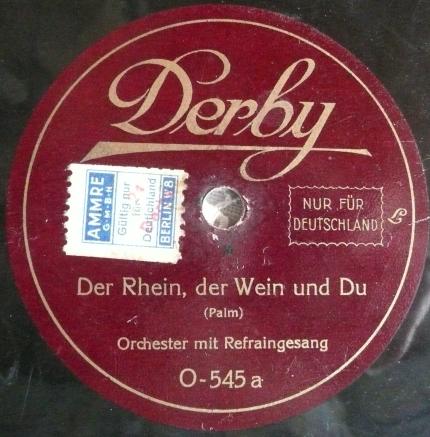 Derby
AMMRE
G·M·B·H
Gültig nur
für
Deutschland
BERLIN W8
NUR FÜR
DEUTSCHLAND
Der Rhein, der Wein und Du
(Palm)
Orchester mit Refraingesang
O-545 a